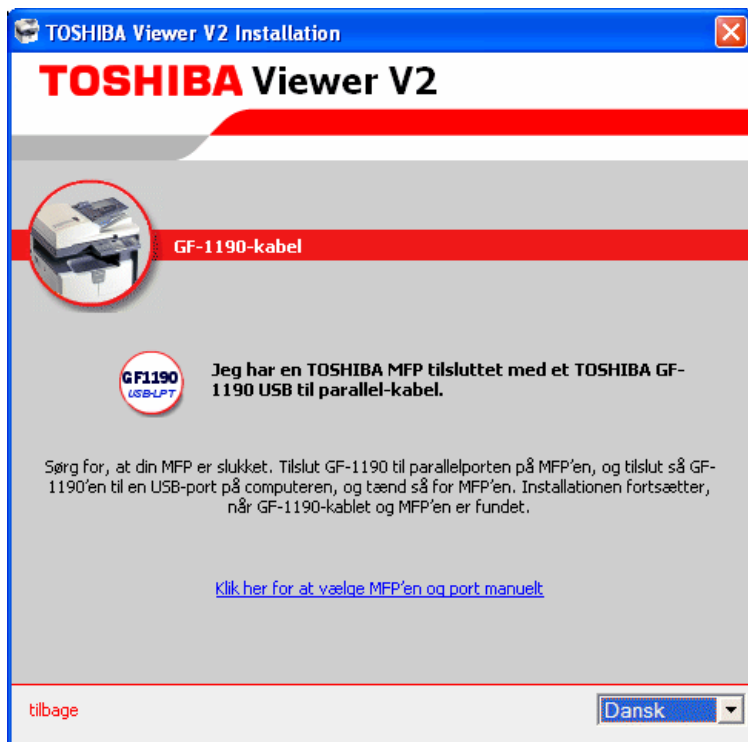 TOSHIBA Viewer V2 Installation
TOSHIBA Viewer V2
GF-1190-kabel
GF1190
USB-LPT
Jeg har en TOSHIBA MFP tilsluttet med et TOSHIBA GF-
1190 USB til parallel-kabel.
Sørg for, at din MFP er slukket. Tilslut GF-1190 til parallelporten på MFP'en, og tilslut så GF-
1190'en til en USB-port på computeren, og tænd så for MFP'en. Installationen fortsætter,
når GF-1190-kablet og MFP'en er fundet.
Klik her for at vælge MFP'en og port manuelt
tilbage
Dansk